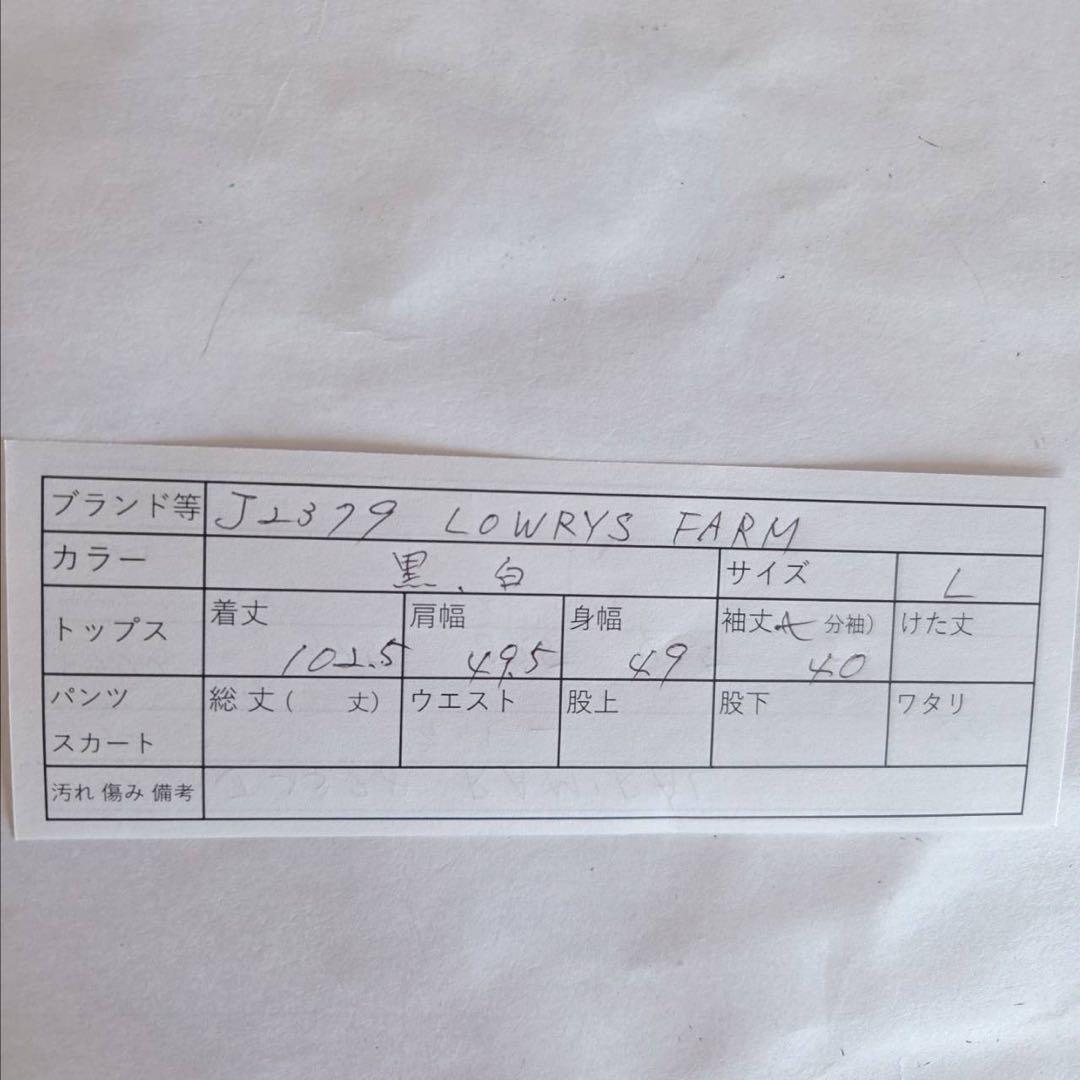 ブランド等 J2379 LOWRYS FARM
カラー 黒、白 サイズ L
トップス 着丈 102.5 肩幅 49.5 身幅 49 袖丈 分袖) 40 けた丈
パンツ スカート 総丈( 丈) ウエスト 股上 股下 ワタリ
汚れ 傷み 備考